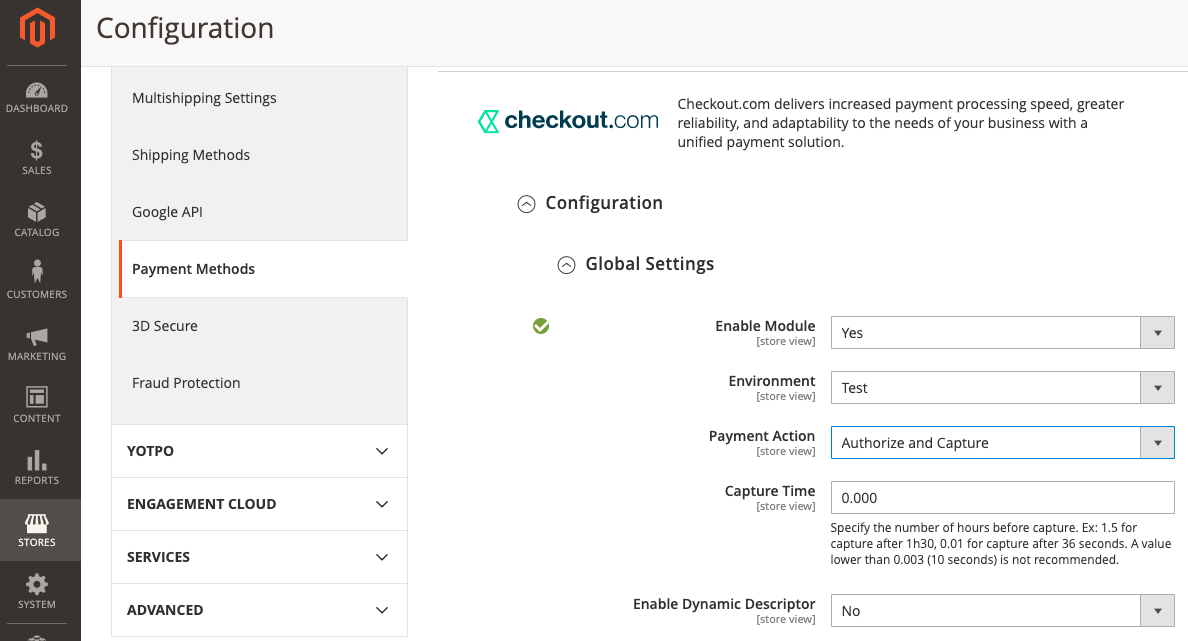 Configuration
DASHBOARD
SALES
CATALOG
CUSTOMERS
MARKETING
CONTENT
REPORTS
STORES
SYSTEM
Multishipping Settings
Shipping Methods
Google API
Payment Methods
3D Secure
Fraud Protection
YOTPO
ENGAGEMENT CLOUD
SERVICES
ADVANCED
checkout.com
Checkout.com delivers increased payment processing speed, greater
reliability, and adaptability to the needs of your business with a
unified payment solution.
Configuration
Global Settings
Enable Module
[store view]
Yes
Environment
[store view]
Test
Payment Action
[store view]
Authorize and Capture
Capture Time
[store view]
0.000
Specify the number of hours before capture. Ex: 1.5 for
capture after 1h30, 0.01 for capture after 36 seconds. A value
lower than 0.003 (10 seconds) is not recommended.
Enable Dynamic Descriptor
[store view]
No